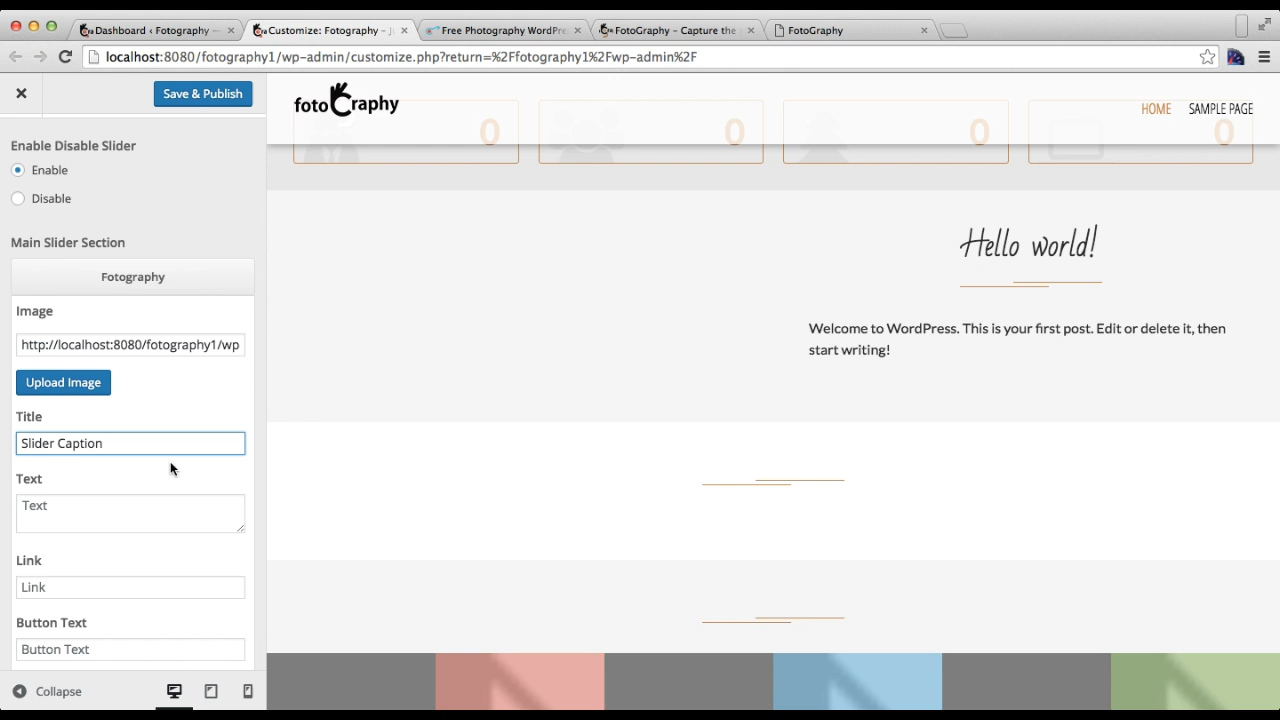 Dashboard ‹ Fotography —
Customize: Fotography – J
Free Photography WordPre
FotoGraphy – Capture the
FotoGraphy
localhost:8080/fotography1/wp-admin/customize.php?return=%2Ffotography1%2Fwp-admin%2F
Save & Publish
Enable Disable Slider
Enable
Disable
Main Slider Section
Fotography
Image
http://localhost:8080/fotography1/wp
Upload Image
Title
Slider Caption
Text
Text
Link
Link
Button Text
Button Text
Collapse
fotoGraphy
HOME SAMPLE PAGE
0 0 0 0
Hello world!
Welcome to WordPress. This is your first post. Edit or delete it, then
start writing!